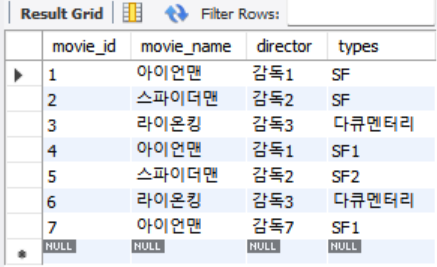 Result Grid Filter Rows:
movie_id movie_name director types
1 아이언맨 감독1 SF
2 스파이더맨 감독2 SF
3 라이온킹 감독3 다큐멘터리
4 아이언맨 감독1 SF1
5 스파이더맨 감독2 SF2
6 라이온킹 감독3 다큐멘터리
7 아이언맨 감독7 SF1
NULL NULL NULL NULL